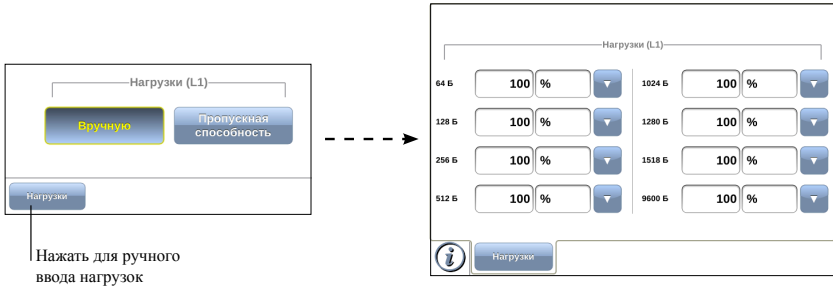 Нагрузки (L1)
Вручную
Пропускная
способность
Нагрузки
Нажать для ручного
ввода нагрузок
Нагрузки (L1)
64 Б 100 % 1024 Б 100 %
128 Б 100 % 1280 Б 100 %
256 Б 100 % 1518 Б 100 %
512 Б 100 % 9600 Б 100 %
i Нагрузки